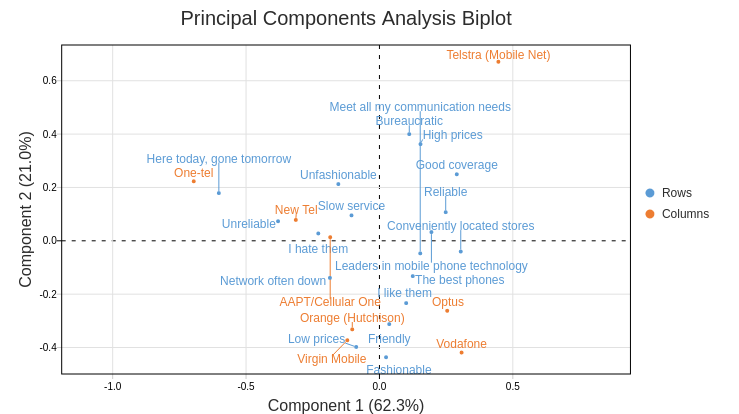 Principal Components Analysis Biplot
Telstra (Mobile Net)
Meet all my communication needs
Bureaucratic
High prices
Here today, gone tomorrow
One-tel
Unfashionable
Good coverage
Reliable
New Tel
Slow service
Unreliable
Conveniently located stores
I hate them
Leaders in mobile phone technology
Network often down
The best phones
I like them
AAPT/Cellular One
Optus
Orange (Hutchison)
Low prices
Friendly
Vodafone
Virgin Mobile
Fashionable
0.6
0.4
0.2
0.0
-0.2
-0.4
Component 2 (21.0%)
-1.0
-0.5
0.0
0.5
Component 1 (62.3%)
Rows
Columns